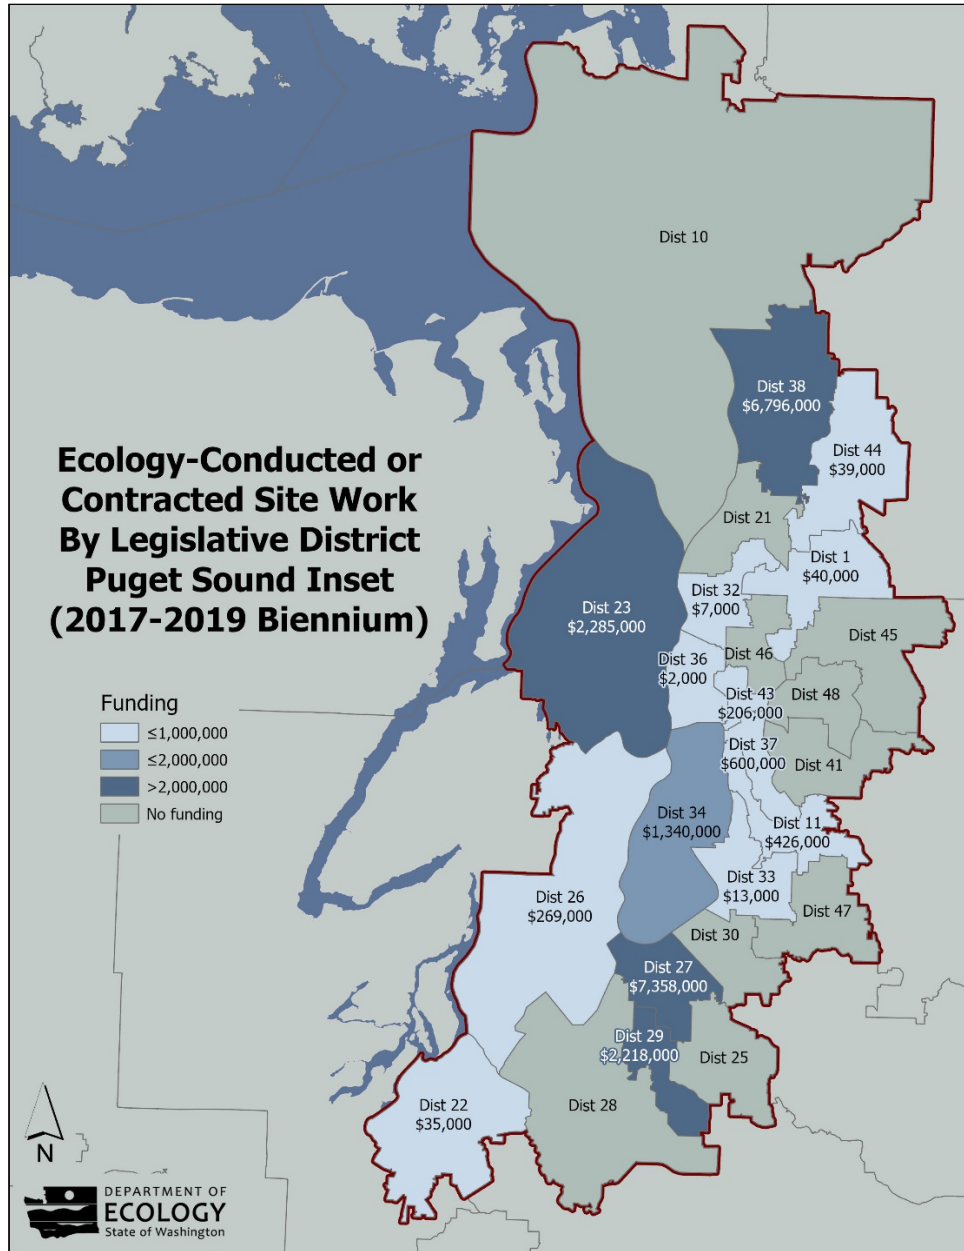 Dist 10
Dist 38
$6,796,000
Dist 44
$39,000
Ecology-Conducted or
Contracted Site Work
By Legislative District
Puget Sound Inset
(2017-2019 Biennium)
Dist 21
Dist 1
$40,000
Dist 32
$7,000
Dist 23
$2,285,000
Dist 45
Dist 46
Dist 36
$2,000
Dist 43
$206,000
Dist 48
Funding
≤1,000,000
≤2,000,000
>2,000,000
No funding
Dist 37
$600,000
Dist 41
Dist 34
$1,340,000
Dist 11
$426,000
Dist 33
$13,000
Dist 26
$269,000
Dist 47
Dist 30
Dist 27
$7,358,000
Dist 29
$2,218,000
Dist 25
Dist 28
Dist 22
$35,000
N
DEPARTMENT OF
ECOLOGY
State of Washington